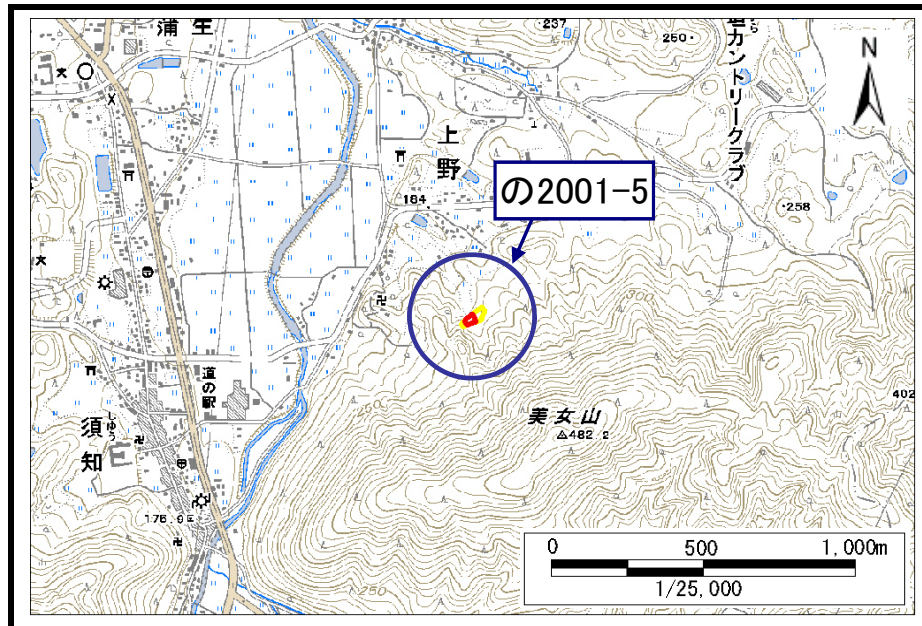 蒲生
237
250
カントリークラブ
N
上野
の2001-5
184
258
300
道の駅
美女山
482.2
402
須知
しゅう
176.9
250
0 500 1,000m
1/25,000